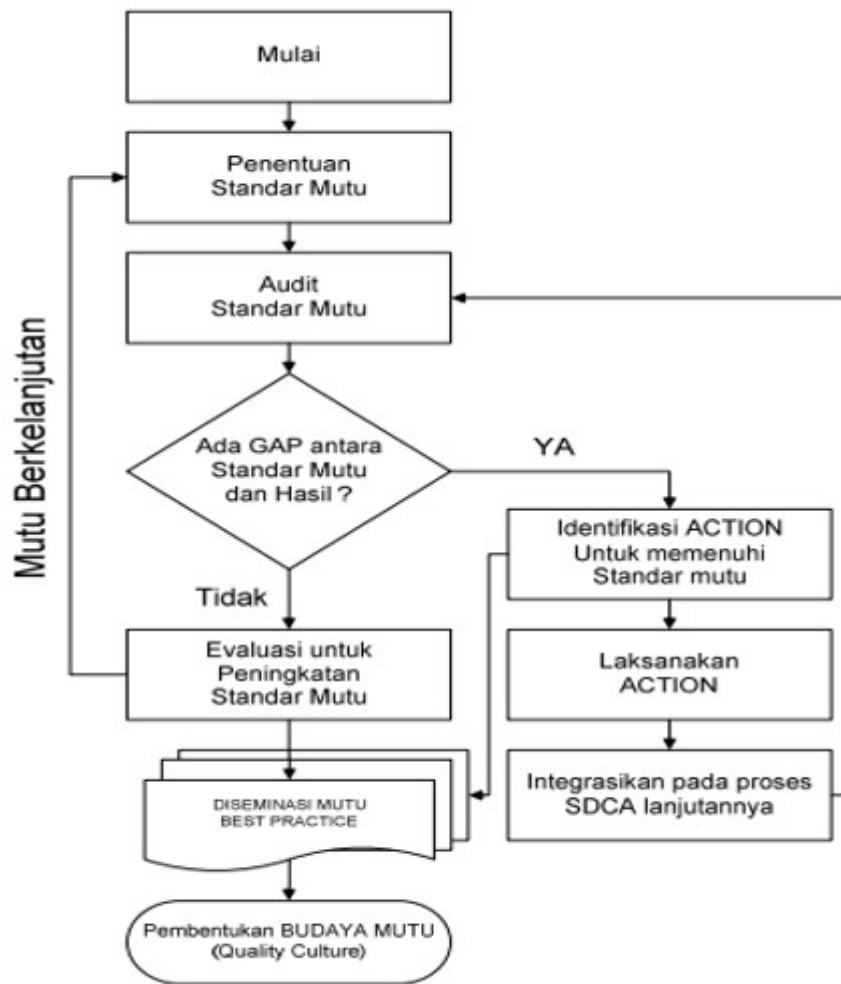 Mulai
Penentuan
Standar Mutu
Audit
Standar Mutu
Mutu Berkelanjutan
Ada GAP antara
Standar Mutu
dan Hasil ?
YA
Identifikasi ACTION
Untuk memenuhi
Standar mutu
Tidak
Evaluasi untuk
Peningkatan
Standar Mutu
Laksanakan
ACTION
Integrasikan pada proses
SDCA lanjutannya
DISEMINASI MUTU
BEST PRACTICE
Pembentukan BUDAYA MUTU
(Quality Culture)